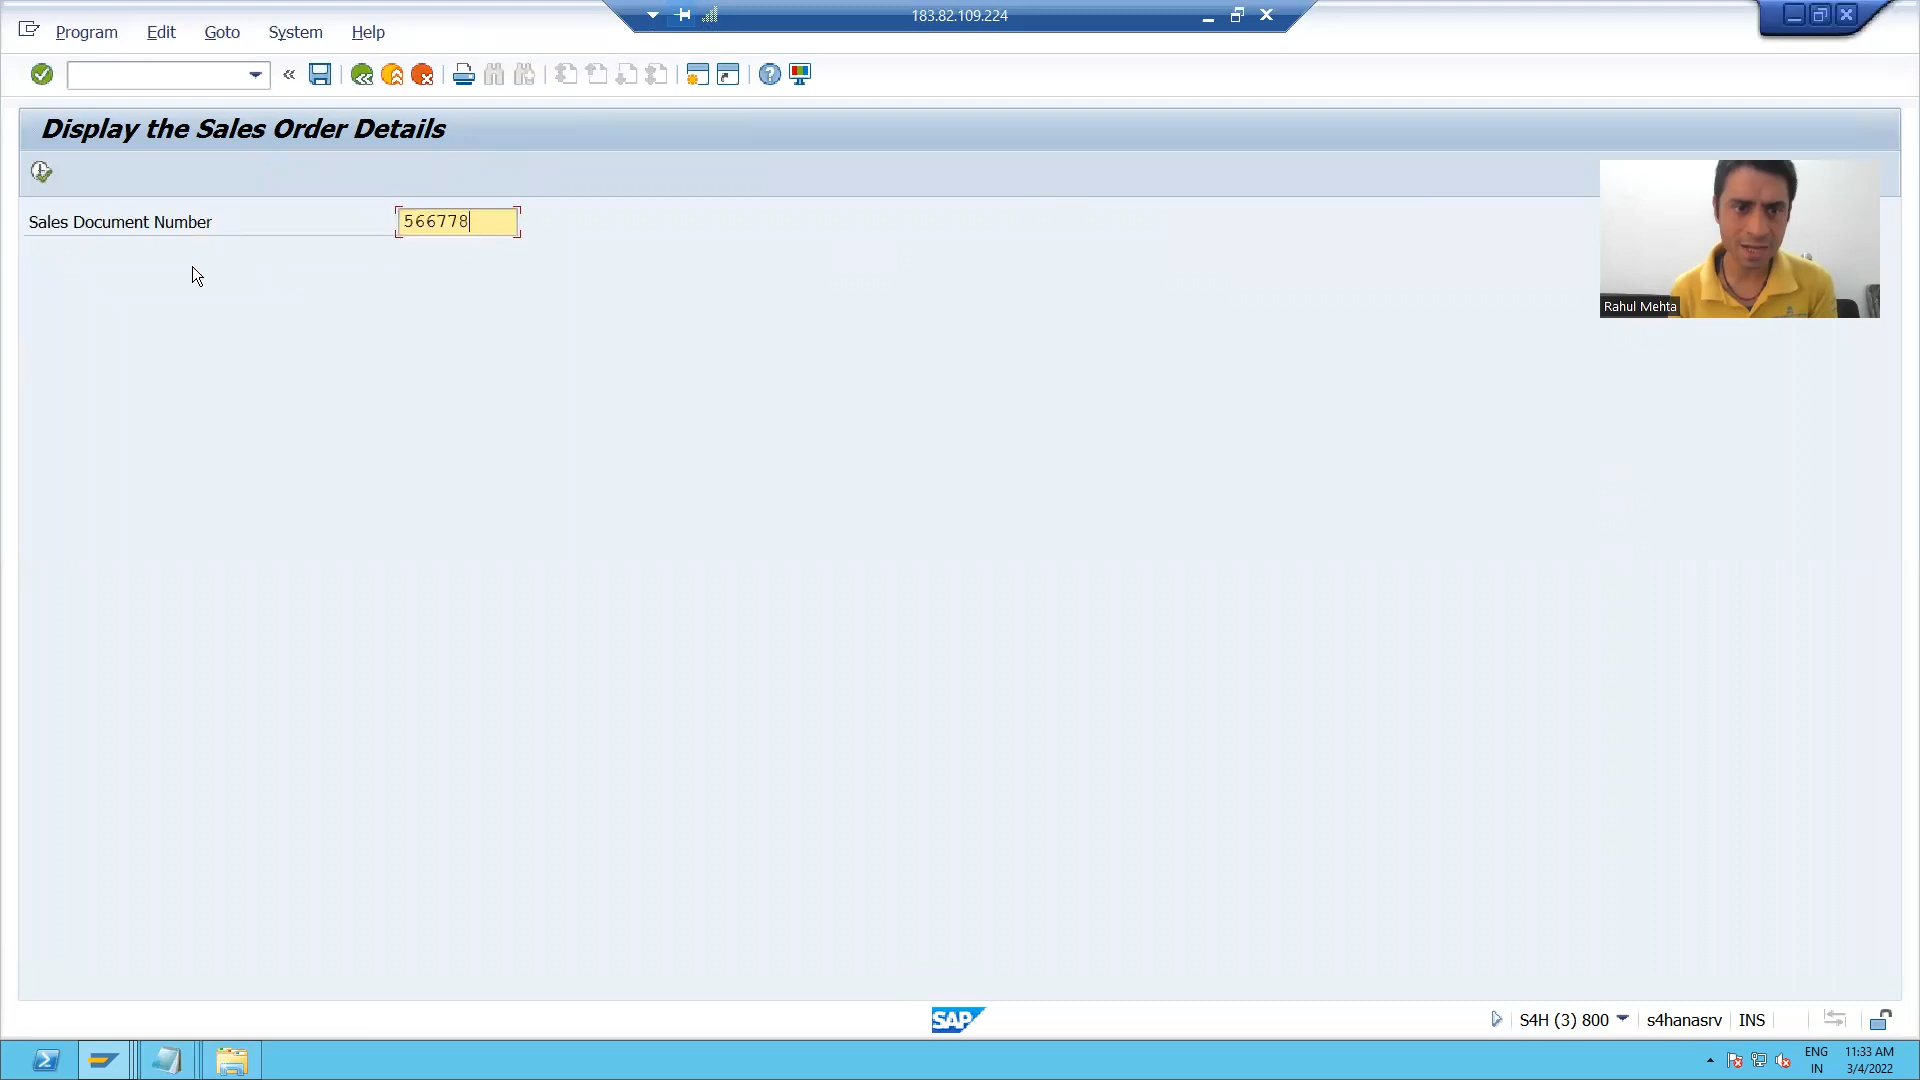 183.82.109.224
Program Edit Goto System Help
Display the Sales Order Details
Sales Document Number 566778
Rahul Mehta
SAP
S4H (3) 800 s4hanasrv INS
ENG 11:33 AM
IN 3/4/2022